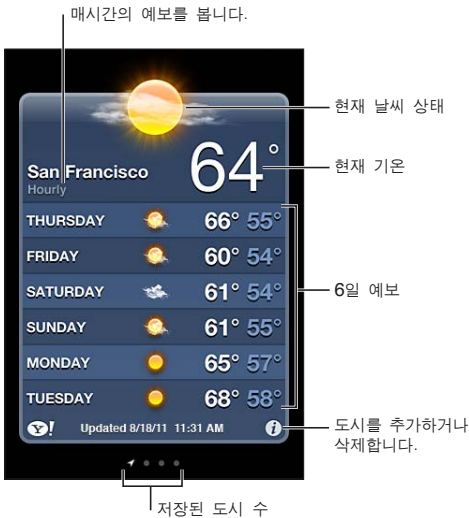 매시간의 예보를 봅니다.
현재 날씨 상태
64°
현재 기온
San Francisco
Hourly
THURSDAY 66° 55°
FRIDAY 60° 54°
SATURDAY 61° 54°
6일 예보
SUNDAY 61° 55°
MONDAY 65° 57°
TUESDAY 68° 58°
Y! Updated 8/18/11 11:31 AM i
도시를 추가하거나
삭제합니다.
저장된 도시 수